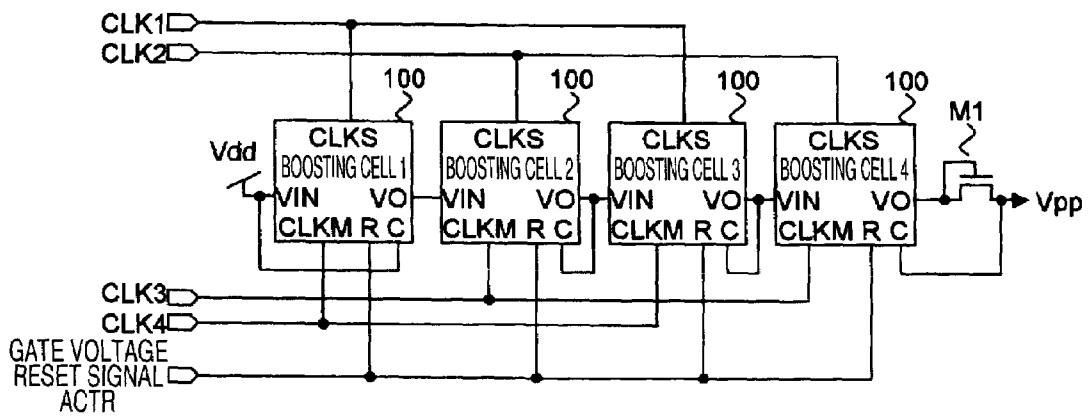 CLK1
CLK2
100 100 100 100
M1
Vdd
CLKS CLKS CLKS CLKS
BOOSTING CELL 1 BOOSTING CELL 2 BOOSTING CELL 3 BOOSTING CELL 4
VIN VO VIN VO VIN VO VIN VO
Vpp
CLKM R C CLKM R C CLKM R C CLKM R C
CLK3
CLK4
GATE VOLTAGE
RESET SIGNAL
ACTR